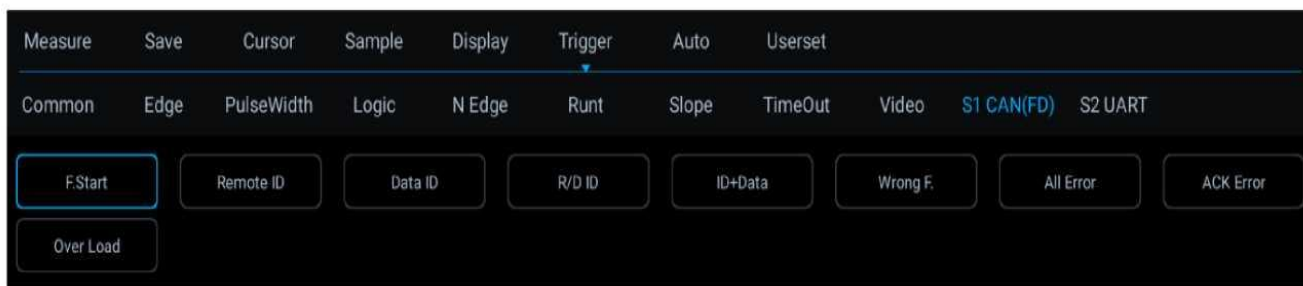 Measure Save Cursor Sample Display Trigger Auto Userset
Common Edge PulseWidth Logic N Edge Runt Slope TimeOut Video S1 CAN(FD) S2 UART
F.Start Remote ID Data ID R/D ID ID+Data Wrong F. All Error ACK Error
Over Load